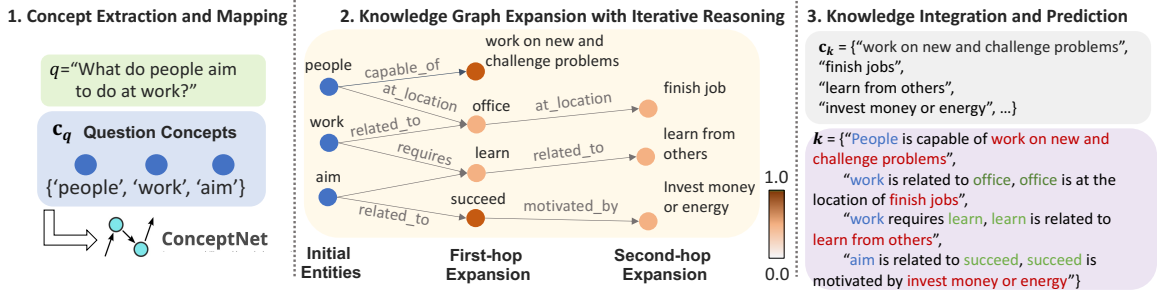 1. Concept Extraction and Mapping
q="What do people aim
to do at work?"
c_q Question Concepts
{'people', 'work', 'aim'}
ConceptNet
2. Knowledge Graph Expansion with Iterative Reasoning
people
work
aim
capable_of
at_location
related_to
requires
related_to
work on new and
challenge problems
office
learn
succeed
at_location
related_to
motivated_by
finish job
learn from
others
Invest money
or energy
1.0
0.0
Initial
Entities
First-hop
Expansion
Second-hop
Expansion
3. Knowledge Integration and Prediction
c_k = {"work on new and challenge problems",
"finish jobs",
"learn from others",
"invest money or energy", ...}
k = {"People is capable of work on new and
challenge problems",
"work is related to office, office is at the
location of finish jobs",
"work requires learn, learn is related to
learn from others",
"aim is related to succeed, succeed is
motivated by invest money or energy"}